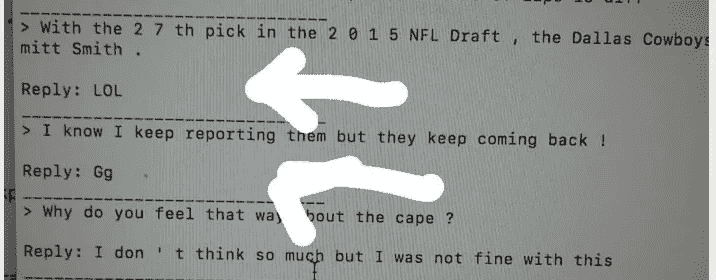 > With the 2 7 th pick in the 2 0 1 5 NFL Draft , the Dallas Cowboys
mitt Smith .
Reply: LOL
> I know I keep reporting them but they keep coming back !
Reply: Gg
> Why do you feel that way about the cape ?
Reply: I don ' t think so much but I was not fine with this